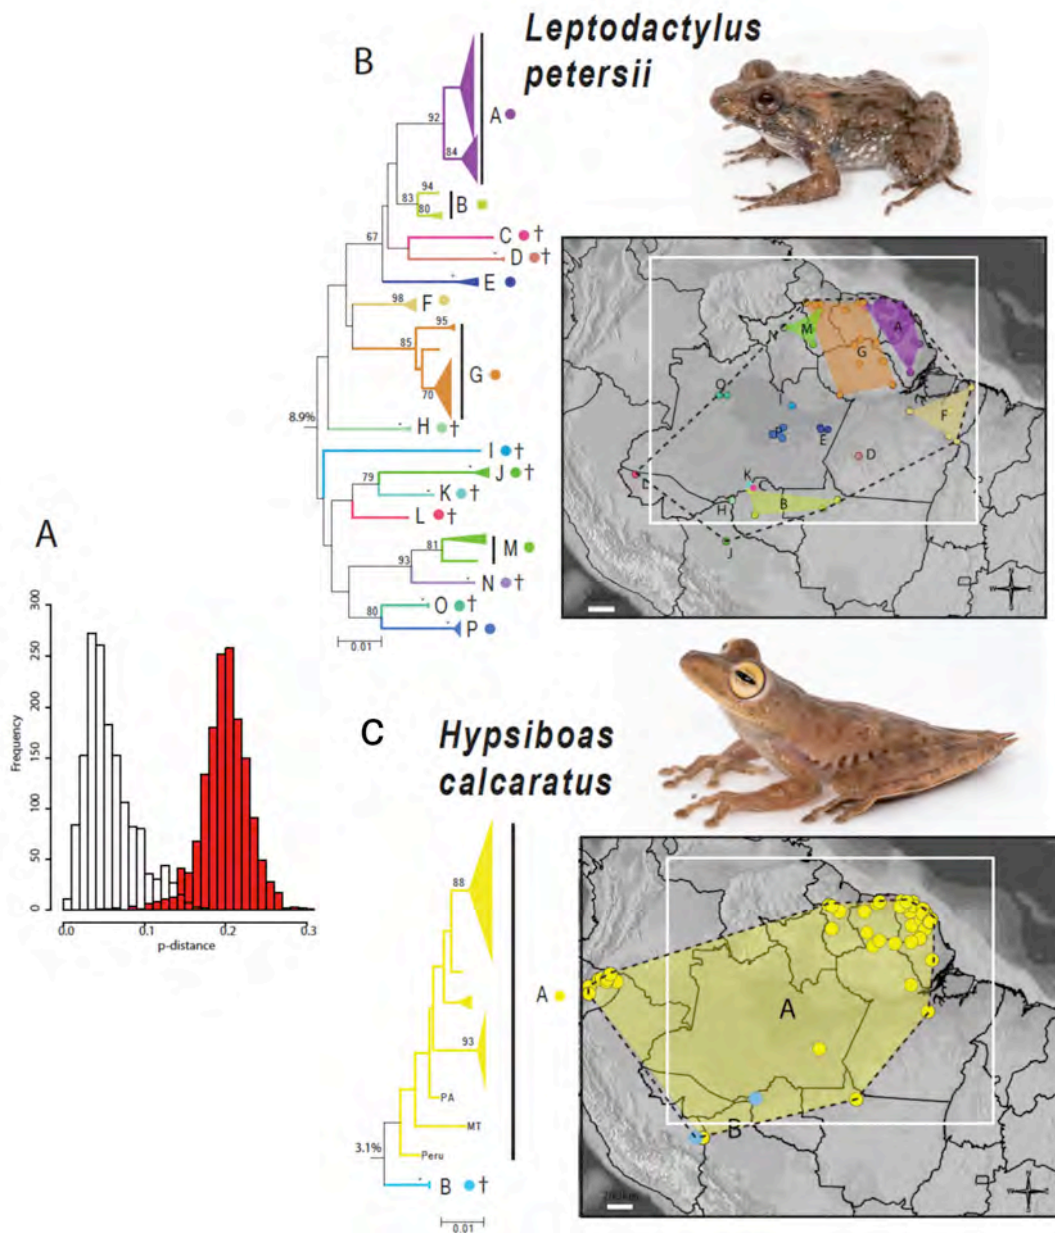 Leptodactylus
petersii
B
92
A
84
94
83
80
B
67
C †
D †
E
98
F
95
85
G
70
8.9%
H †
I †
79
J †
K †
L †
81
M
93
N †
O †
80
P
0.01
N
M
G
A
O
I
P
E
F
D
L
K
C
H
B
J
W
E
S
A
300
250
200
150
100
50
0
Frequency
0.0
0.1
0.2
0.3
p-distance
C
Hypsiboas
calcaratus
88
A
93
PA
MT
3.1%
Peru
B †
0.01
A
B